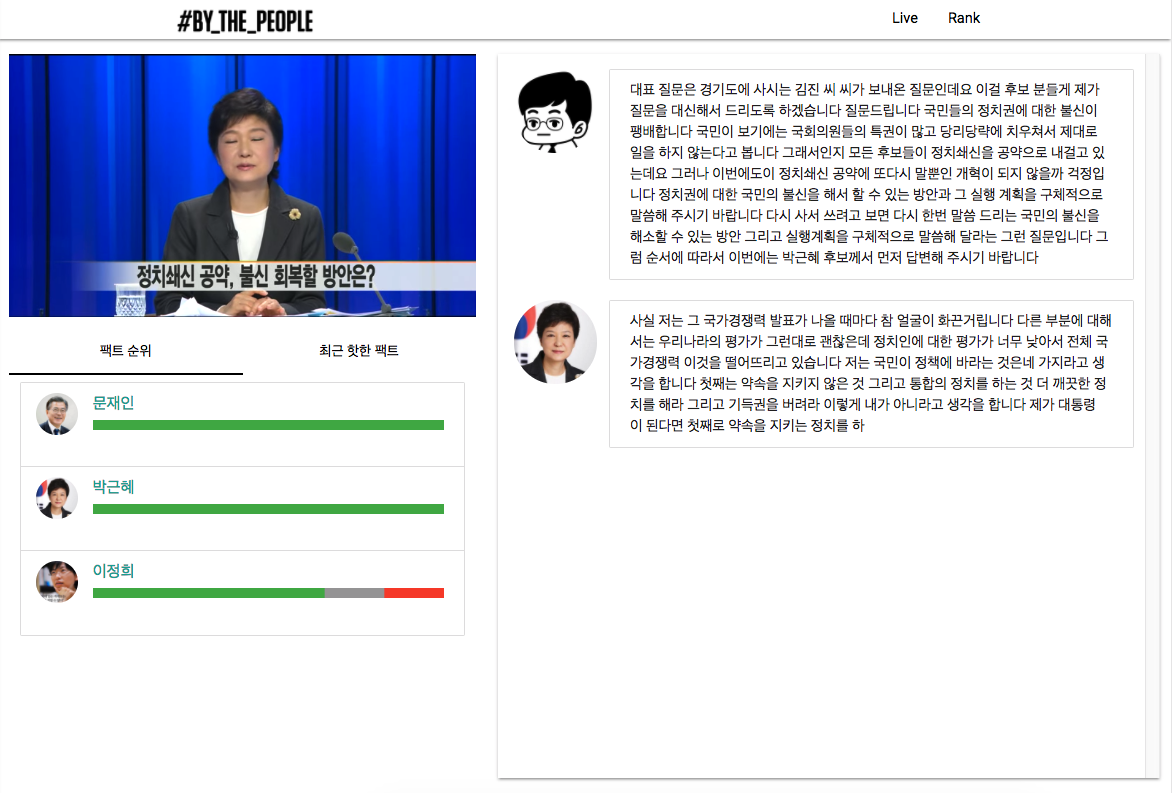 #BY_THE_PEOPLE
Live
Rank
정치쇄신 공약, 불신 회복할 방안은?
팩트 순위
최근 핫한 팩트
문재인
박근혜
이정희
대표 질문은 경기도에 사시는 김진 씨 씨가 보내온 질문인데요 이걸 후보 분들게 제가
질문을 대신해서 드리도록 하겠습니다 질문드립니다 국민들의 정치권에 대한 불신이
팽배합니다 국민이 보기에는 국회의원들의 특권이 많고 당리당략에 치우쳐서 제대로
일을 하지 않는다고 봅니다 그래서인지 모든 후보들이 정치쇄신을 공약으로 내걸고 있
는데요 그러나 이번에도이 정치쇄신 공약에 또다시 말뿐인 개혁이 되지 않을까 걱정입
니다 정치권에 대한 국민의 불신을 해서 할 수 있는 방안과 그 실행 계획을 구체적으로
말씀해 주시기 바랍니다 다시 사서 쓰려고 보면 다시 한번 말씀 드리는 국민의 불신을
해소할 수 있는 방안 그리고 실행계획을 구체적으로 말씀해 달라는 그런 질문입니다 그
럼 순서에 따라서 이번에는 박근혜 후보께서 먼저 답변해 주시기 바랍니다
사실 저는 그 국가경쟁력 발표가 나올 때마다 참 얼굴이 화끈거립니다 다른 부분에 대해
서는 우리나라의 평가가 그런대로 괜찮은데 정치인에 대한 평가가 너무 낮아서 전체 국
가경쟁력 이것을 떨어뜨리고 있습니다 저는 국민이 정책에 바라는 것은네 가지라고 생
각을 합니다 첫째는 약속을 지키지 않은 것 그리고 통합의 정치를 하는 것 더 깨끗한 정
치를 해라 그리고 기득권을 버려라 이렇게 내가 아니라고 생각을 합니다 제가 대통령
이 된다면 첫째로 약속을 지키는 정치를 하